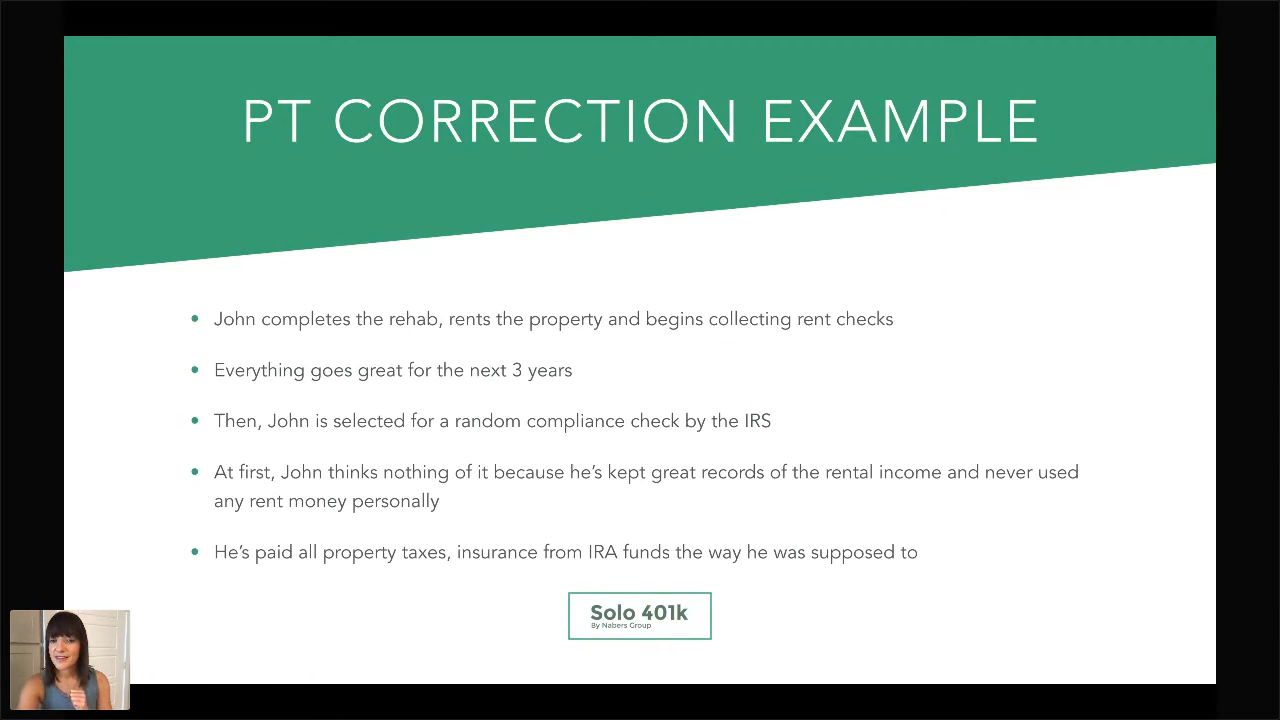 PT CORRECTION EXAMPLE
• John completes the rehab, rents the property and begins collecting rent checks
• Everything goes great for the next 3 years
• Then, John is selected for a random compliance check by the IRS
• At first, John thinks nothing of it because he’s kept great records of the rental income and never used
any rent money personally
• He’s paid all property taxes, insurance from IRA funds the way he was supposed to
Solo 401k
By Nabers Group